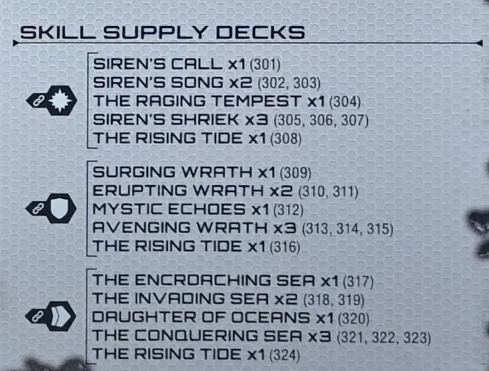 SKILL SUPPLY DECKS
SIREN'S CALL x1 (301)
SIREN'S SONG x2 (302, 303)
THE RAGING TEMPEST x1 (304)
SIREN'S SHRIEK x3 (305, 306, 307)
THE RISING TIDE x1 (308)
SURGING WRATH x1 (309)
ERUPTING WRATH x2 (310, 311)
MYSTIC ECHOES x1 (312)
AVENGING WRATH x3 (313, 314, 315)
THE RISING TIDE x1 (316)
THE ENCROACHING SEA x1 (317)
THE INVADING SEA x2 (318, 319)
DAUGHTER OF OCEANS x1 (320)
THE CONQUERING SEA x3 (321, 322, 323)
THE RISING TIDE x1 (324)